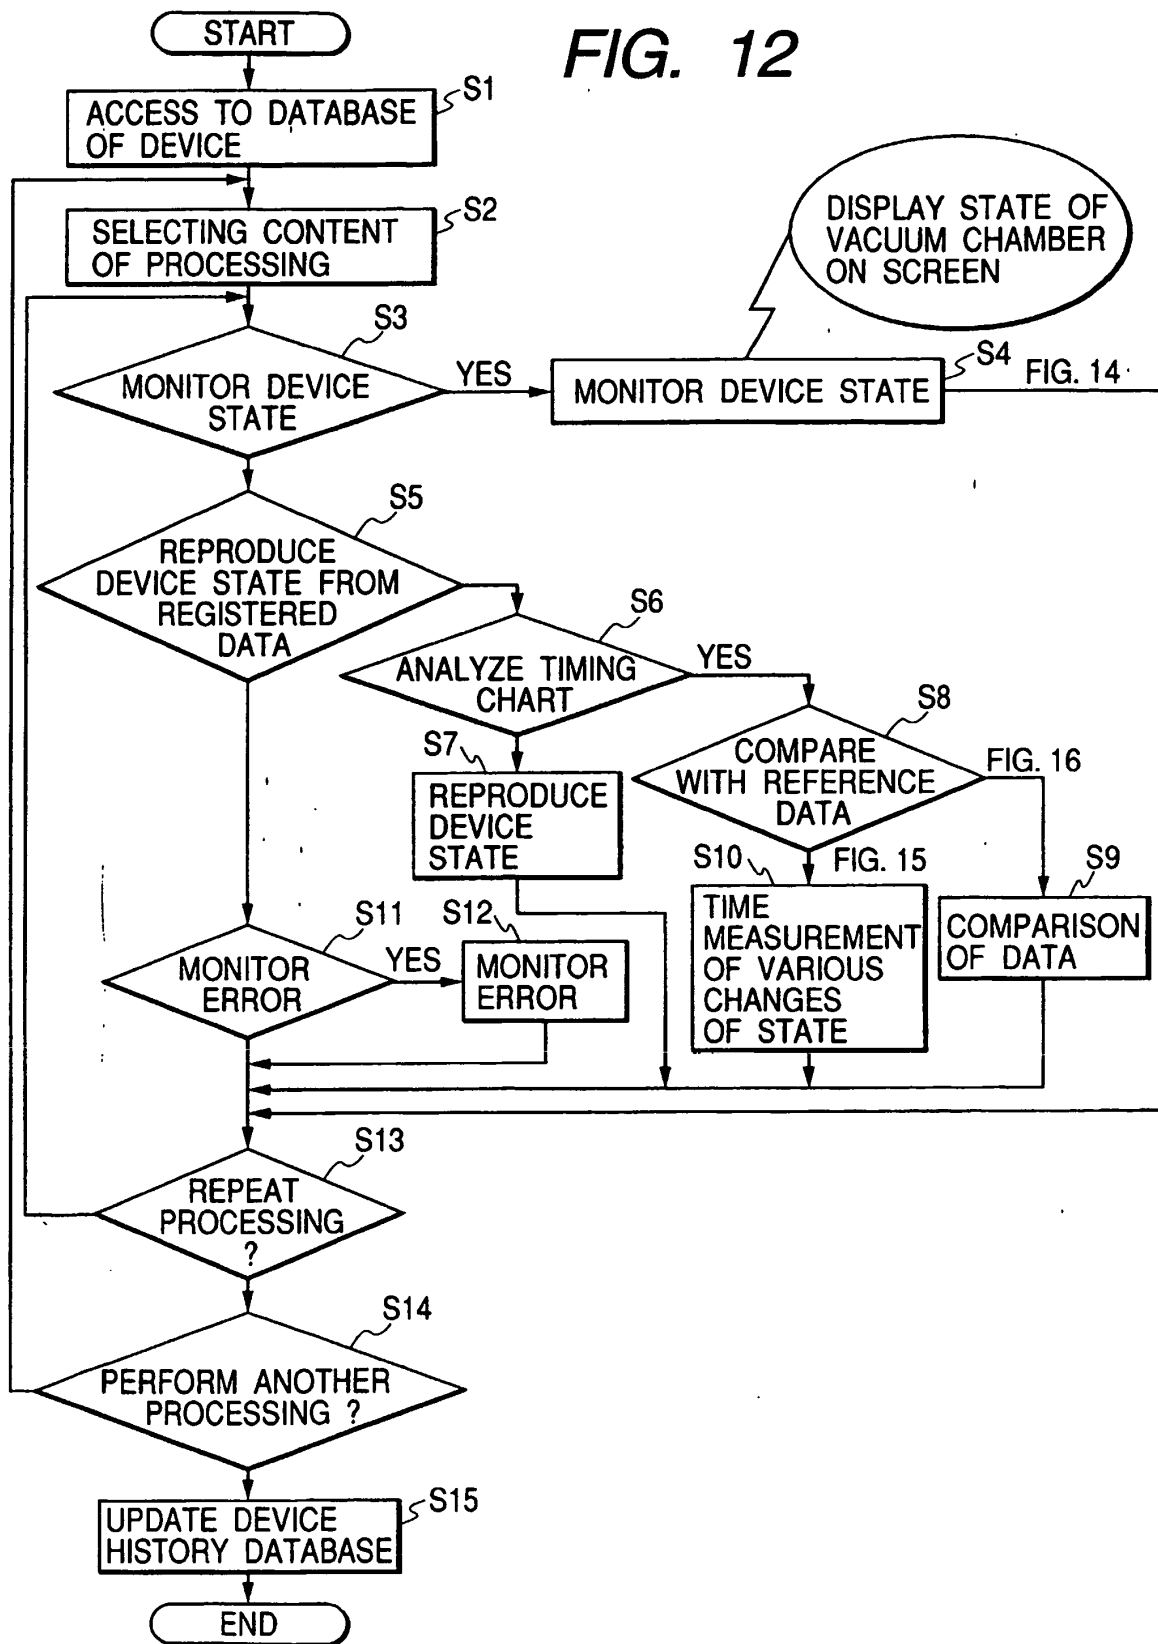 START
FIG. 12
S1
ACCESS TO DATABASE
OF DEVICE
S2
SELECTING CONTENT
OF PROCESSING
DISPLAY STATE OF
VACUUM CHAMBER
ON SCREEN
S3
MONITOR DEVICE
STATE
YES
S4
MONITOR DEVICE STATE
FIG. 14
S5
REPRODUCE
DEVICE STATE FROM
REGISTERED
DATA
S6
ANALYZE TIMING
CHART
YES
S7
REPRODUCE
DEVICE
STATE
S8
COMPARE
WITH REFERENCE
DATA
FIG. 16
FIG. 15
S9
COMPARISON
OF DATA
S10
TIME
MEASUREMENT
OF VARIOUS
CHANGES
OF STATE
S11
MONITOR
ERROR
YES
S12
MONITOR
ERROR
S13
REPEAT
PROCESSING
?
S14
PERFORM ANOTHER
PROCESSING ?
S15
UPDATE DEVICE
HISTORY DATABASE
END